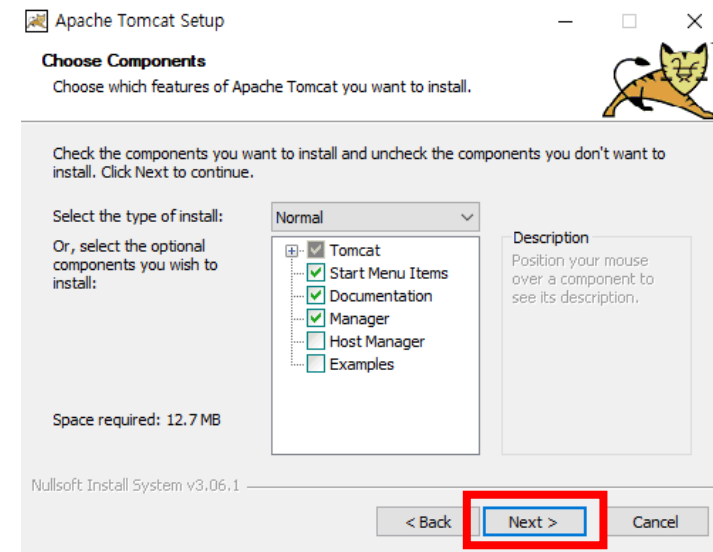 Apache Tomcat Setup
Choose Components
Choose which features of Apache Tomcat you want to install.
Check the components you want to install and uncheck the components you don't want to
install. Click Next to continue.
Select the type of install:
Normal
Or, select the optional
components you wish to
install:
Tomcat
Start Menu Items
Documentation
Manager
Host Manager
Examples
Description
Position your mouse
over a component to
see its description.
Space required: 12.7 MB
Nullsoft Install System v3.06.1
< Back
Next >
Cancel